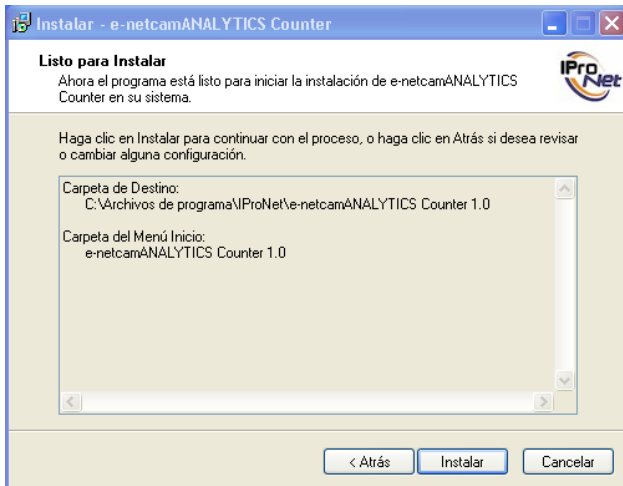 Instalar - e-netcamANALYTICS Counter
Listo para Instalar
Ahora el programa está listo para iniciar la instalación de e-netcamANALYTICS
Counter en su sistema.
IPro
Net
Haga clic en Instalar para continuar con el proceso, o haga clic en Atrás si desea revisar
o cambiar alguna configuración.
Carpeta de Destino:
C:\Archivos de programa\IProNet\e-netcamANALYTICS Counter 1.0
Carpeta del Menú Inicio:
e-netcamANALYTICS Counter 1.0
< Atrás
Instalar
Cancelar